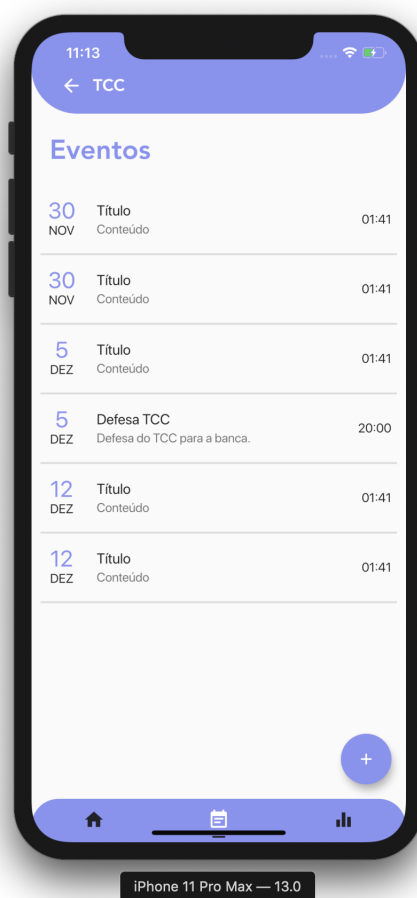 11:13
TCC
Eventos
30
NOV
Título
Conteúdo
01:41
30
NOV
Título
Conteúdo
01:41
5
DEZ
Título
Conteúdo
01:41
5
DEZ
Defesa TCC
Defesa do TCC para a banca.
20:00
12
DEZ
Título
Conteúdo
01:41
12
DEZ
Título
Conteúdo
01:41
+
iPhone 11 Pro Max — 13.0